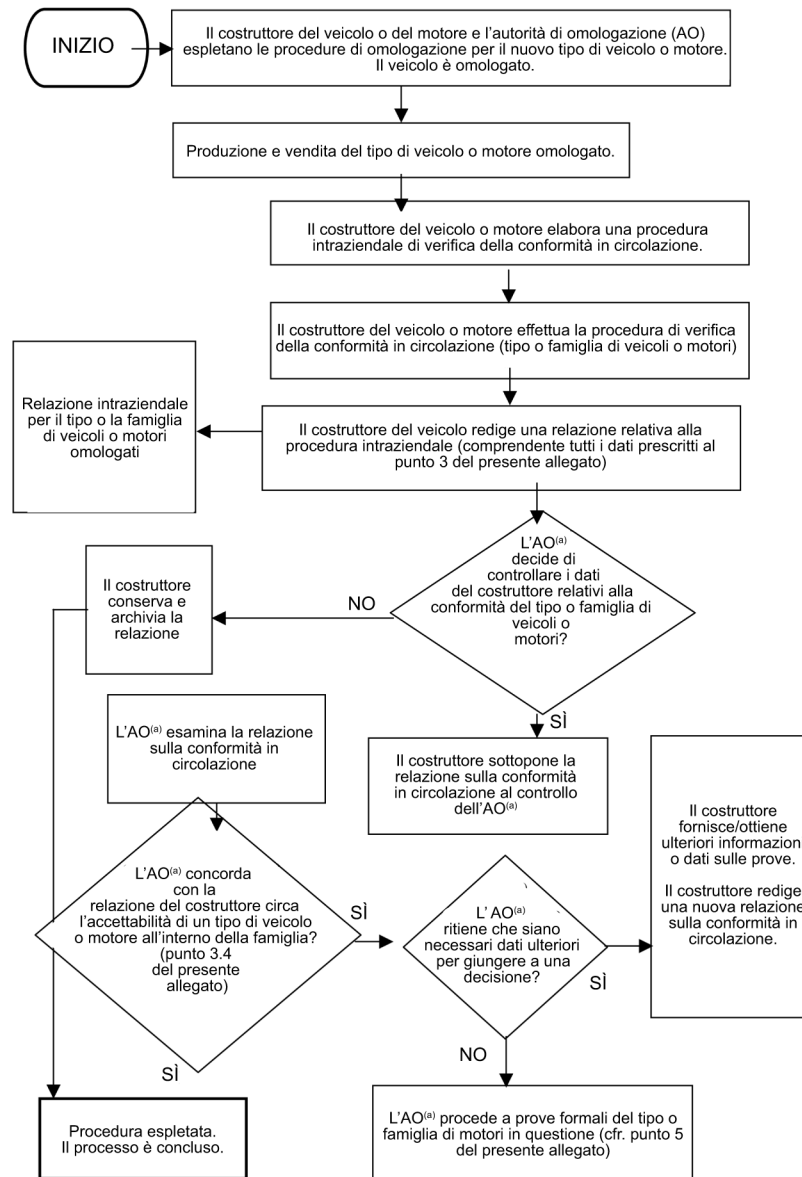 INIZIO
Il costruttore del veicolo o del motore e l'autorità di omologazione (AO)
espletano le procedure di omologazione per il nuovo tipo di veicolo o motore.
Il veicolo è omologato.
Produzione e vendita del tipo di veicolo o motore omologato.
Il costruttore del veicolo o motore elabora una procedura
intraziendale di verifica della conformità in circolazione.
Il costruttore del veicolo o motore effettua la procedura di verifica
della conformità in circolazione (tipo o famiglia di veicoli o motori)
Relazione intraziendale
per il tipo o la famiglia
di veicoli o motori
omologati
Il costruttore del veicolo redige una relazione relativa alla
procedura intraziendale (comprendente tutti i dati prescritti al
punto 3 del presente allegato)
L'AO(a)
decide di
controllare i dati
del costruttore relativi alla
conformità del tipo o famiglia di
veicoli o
motori?
NO
Il costruttore
conserva e
archivia la
relazione
SÌ
L'AO(a) esamina la relazione
sulla conformità in
circolazione
Il costruttore sottopone la
relazione sulla conformità
in circolazione al controllo
dell'AO(a)
Il costruttore
fornisce/ottiene
ulteriori informazion
o dati sulle prove.
Il costruttore redige
una nuova relazione
sulla conformità in
circolazione.
L'AO(a) concorda
con la
relazione del costruttore circa
l'accettabilità di un tipo di veicolo
o motore all'interno della famiglia?
(punto 3.4
del presente
allegato)
SÌ
L' AO(a)
ritiene che siano
necessari dati ulteriori
per giungere a una
decisione?
SÌ
SÌ
NO
Procedura espletata.
Il processo è concluso.
L'AO(a) procede a prove formali del tipo o
famiglia di motori in questione (cfr. punto 5
del presente allegato)